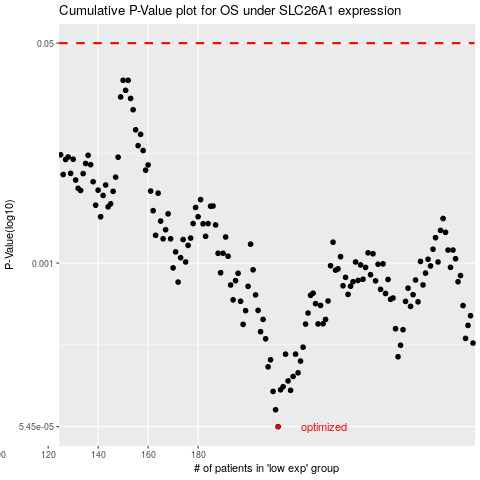 Cumulative P-Value plot for OS under SLC26A1 expression
0.05
P-Value(log10)
0.001
5.45e-05
optimized
00 120 140 160 180
# of patients in 'low exp' group